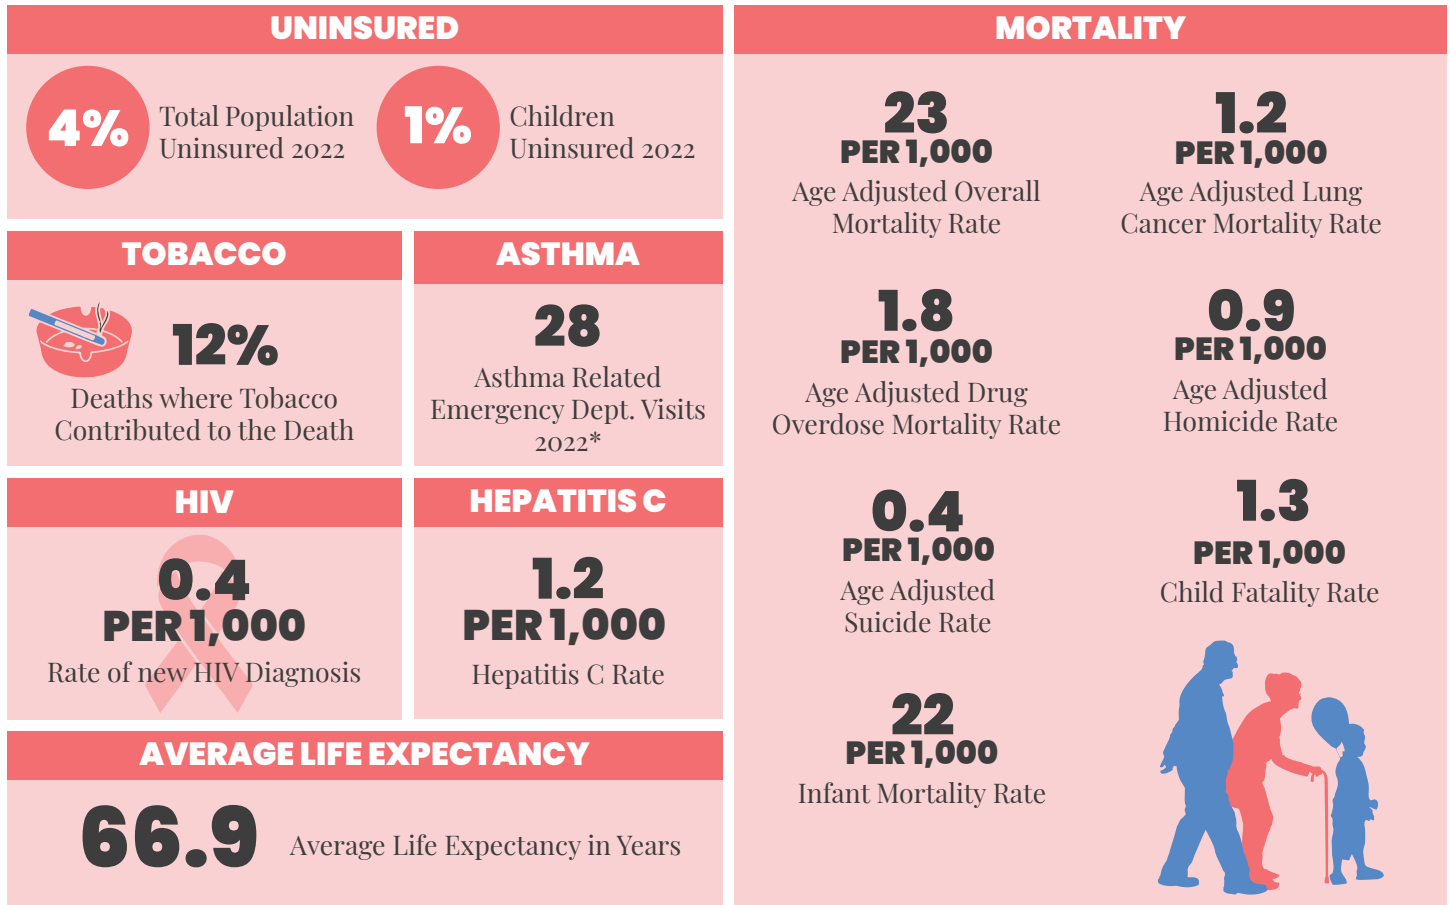 UNINSURED
4%
Total Population
Uninsured 2022
1%
Children
Uninsured 2022
TOBACCO
12%
Deaths where Tobacco
Contributed to the Death
ASTHMA
28
Asthma Related
Emergency Dept. Visits
2022*
HIV
0.4
PER 1,000
Rate of new HIV Diagnosis
HEPATITIS C
1.2
PER 1,000
Hepatitis C Rate
AVERAGE LIFE EXPECTANCY
66.9
Average Life Expectancy in Years
MORTALITY
23
PER 1,000
Age Adjusted Overall
Mortality Rate
1.2
PER 1,000
Age Adjusted Lung
Cancer Mortality Rate
1.8
PER 1,000
Age Adjusted Drug
Overdose Mortality Rate
0.9
PER 1,000
Age Adjusted
Homicide Rate
0.4
PER 1,000
Age Adjusted
Suicide Rate
1.3
PER 1,000
Child Fatality Rate
22
PER 1,000
Infant Mortality Rate